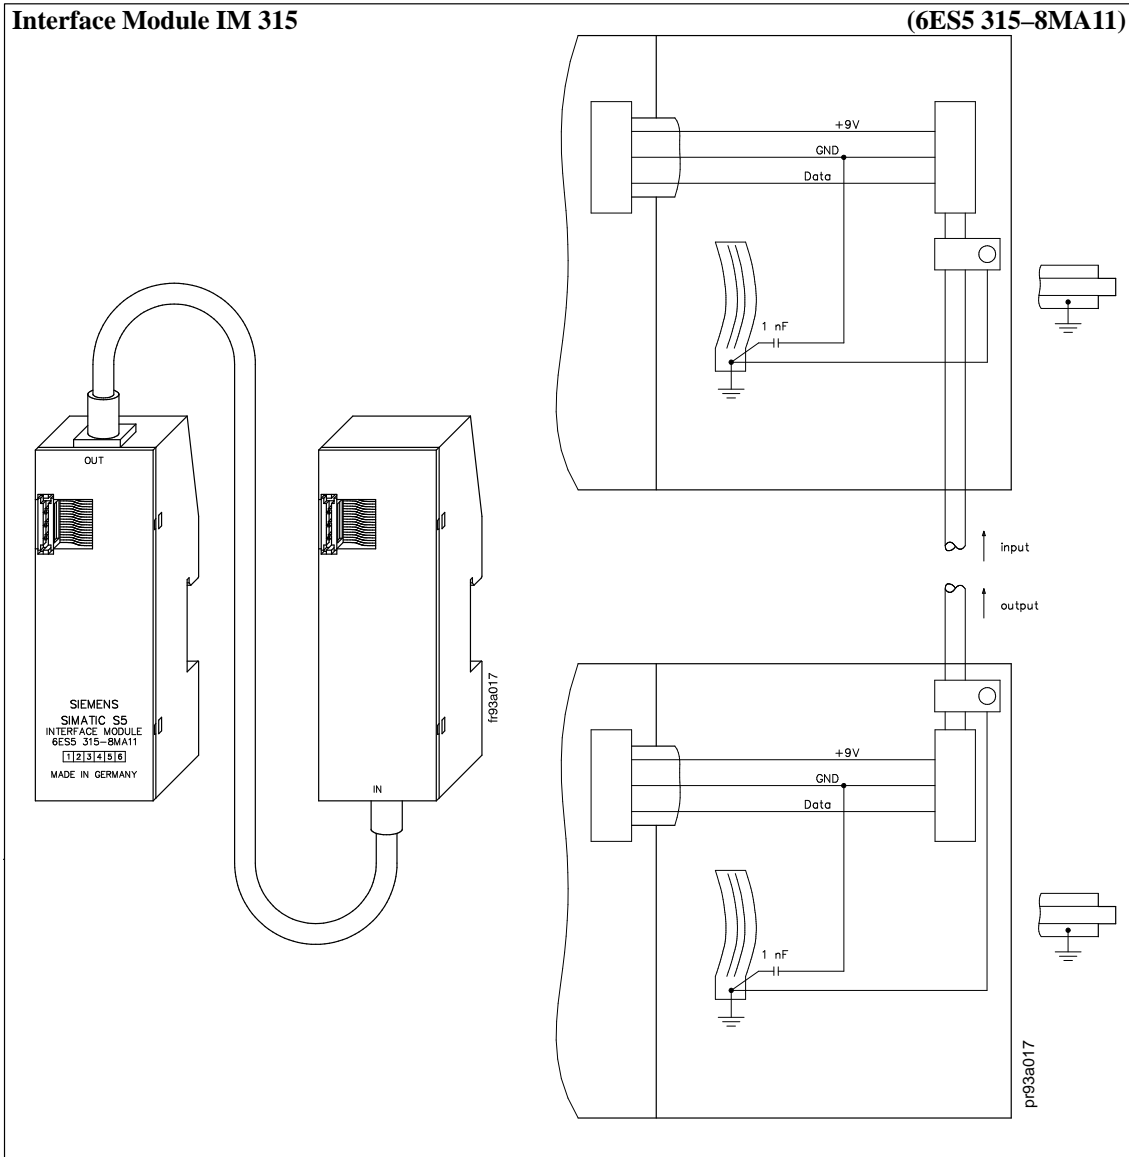 Interface Module IM 315
(6ES5 315–8MA11)
OUT
SIEMENS
SIMATIC S5
INTERFACE MODULE
6ES5 315–8MA11
1 2 3 4 5 6
MADE IN GERMANY
IN
fr93a017
+9V
GND
Data
1 nF
input
output
+9V
GND
Data
1 nF
pr93a017